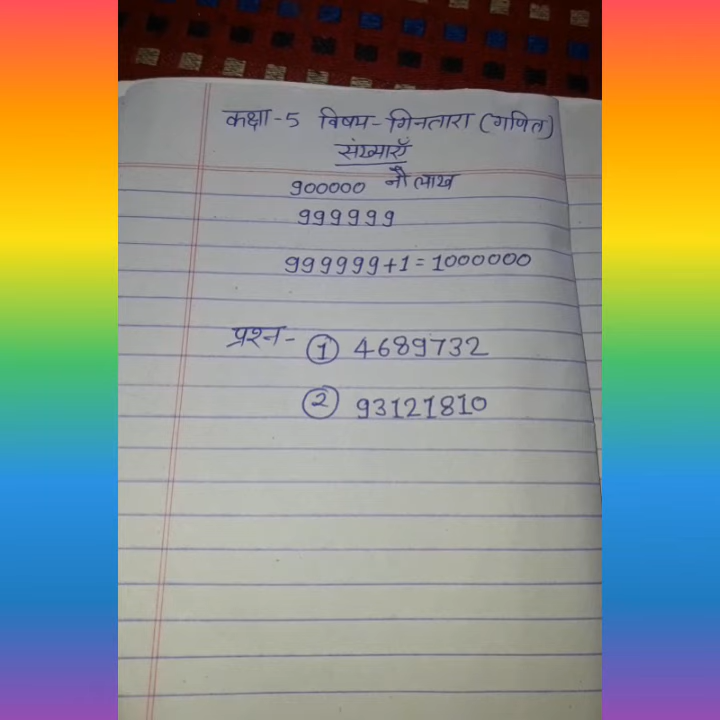 कक्षा-5 विषय- गिनतारा (गणित)
संख्याएँ
900000 नौ लाख
999999
999999+1=1000000
प्रश्न- 1 4689732
2 93121810